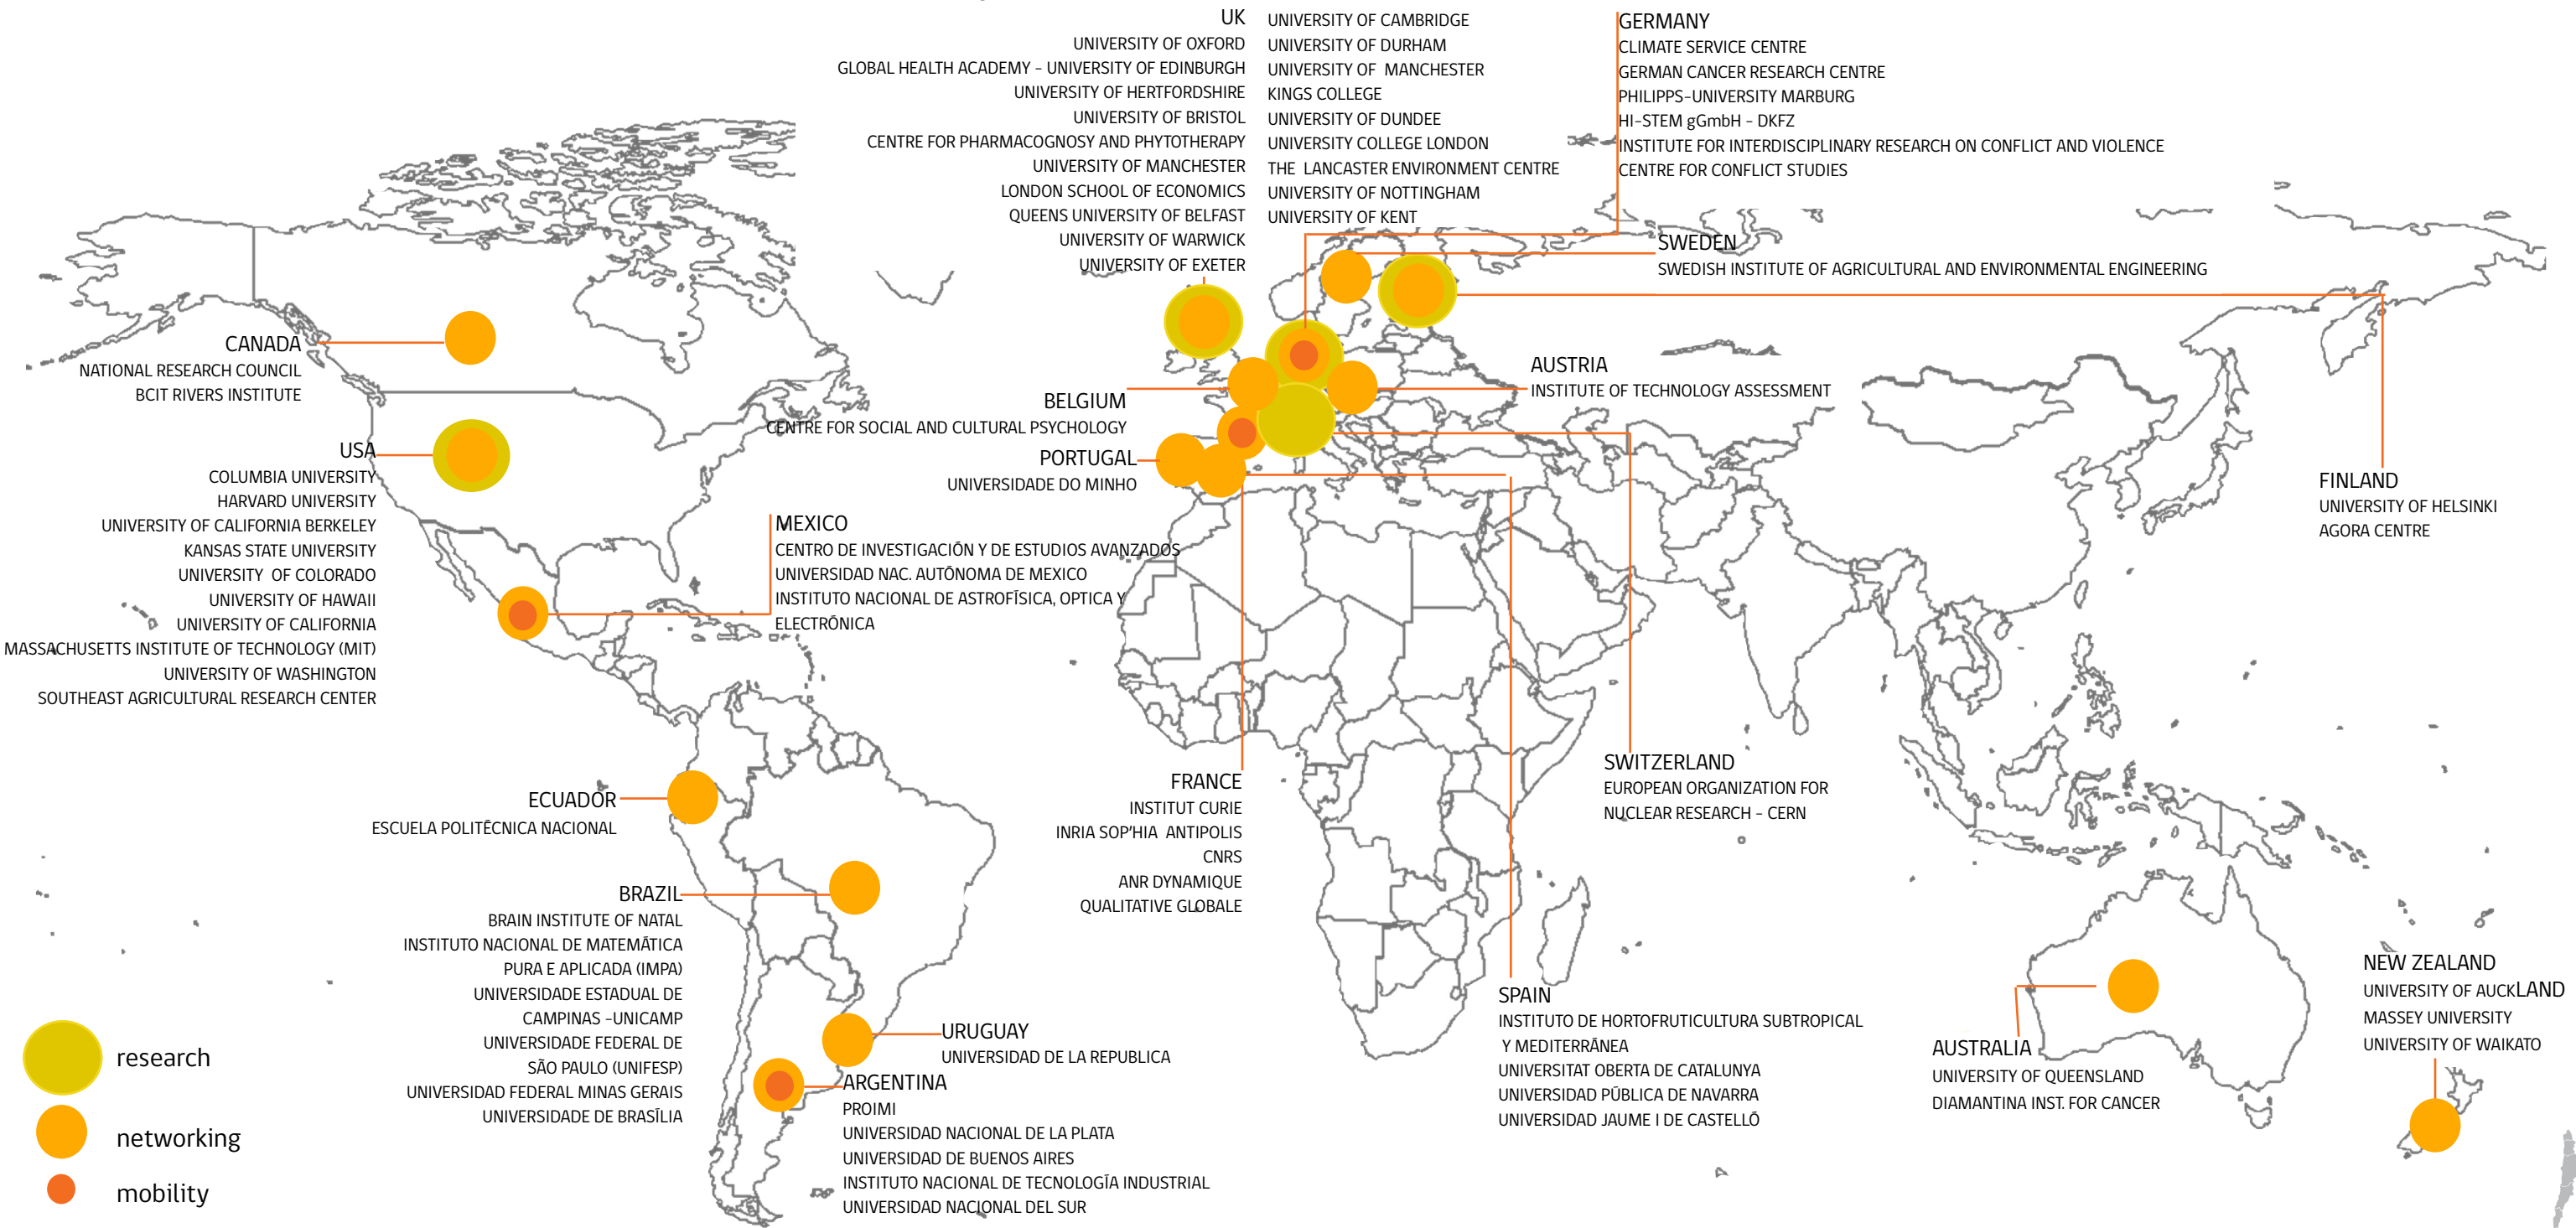 UK
UNIVERSITY OF OXFORD
GLOBAL HEALTH ACADEMY - UNIVERSITY OF EDINBURGH
UNIVERSITY OF HERTFORDSHIRE
UNIVERSITY OF BRISTOL
CENTRE FOR PHARMACOGNOSY AND PHYTOTHERAPY
UNIVERSITY OF MANCHESTER
LONDON SCHOOL OF ECONOMICS
QUEENS UNIVERSITY OF BELFAST
UNIVERSITY OF WARWICK
UNIVERSITY OF EXETER
UNIVERSITY OF CAMBRIDGE
UNIVERSITY OF DURHAM
UNIVERSITY OF MANCHESTER
KINGS COLLEGE
UNIVERSITY OF DUNDEE
UNIVERSITY COLLEGE LONDON
THE LANCASTER ENVIRONMENT CENTRE
UNIVERSITY OF NOTTINGHAM
UNIVERSITY OF KENT
GERMANY
CLIMATE SERVICE CENTRE
GERMAN CANCER RESEARCH CENTRE
PHILIPPS-UNIVERSITY MARBURG
HI-STEM gGmbH - DKFZ
INSTITUTE FOR INTERDISCIPLINARY RESEARCH ON CONFLICT AND VIOLENCE
CENTRE FOR CONFLICT STUDIES
SWEDEN
SWEDISH INSTITUTE OF AGRICULTURAL AND ENVIRONMENTAL ENGINEERING
CANADA
NATIONAL RESEARCH COUNCIL
BCIT RIVERS INSTITUTE
AUSTRIA
INSTITUTE OF TECHNOLOGY ASSESSMENT
BELGIUM
CENTRE FOR SOCIAL AND CULTURAL PSYCHOLOGY
USA
COLUMBIA UNIVERSITY
HARVARD UNIVERSITY
UNIVERSITY OF CALIFORNIA BERKELEY
KANSAS STATE UNIVERSITY
UNIVERSITY OF COLORADO
UNIVERSITY OF HAWAII
UNIVERSITY OF CALIFORNIA
MASSACHUSETTS INSTITUTE OF TECHNOLOGY (MIT)
UNIVERSITY OF WASHINGTON
SOUTHEAST AGRICULTURAL RESEARCH CENTER
PORTUGAL
UNIVERSIDADE DO MINHO
FINLAND
UNIVERSITY OF HELSINKI
AGORA CENTRE
MEXICO
CENTRO DE INVESTIGACIÓN Y DE ESTUDIOS AVANZADOS
UNIVERSIDAD NAC. AUTÓNOMA DE MEXICO
INSTITUTO NACIONAL DE ASTROFÍSICA, OPTICA Y
ELECTRÓNICA
ECUADOR
ESCUELA POLITÉCNICA NACIONAL
FRANCE
INSTITUT CURIE
INRIA SOP'HIA ANTIPOLIS
CNRS
ANR DYNAMIQUE
QUALITATIVE GLOBALE
SWITZERLAND
EUROPEAN ORGANIZATION FOR
NUCLEAR RESEARCH - CERN
BRAZIL
BRAIN INSTITUTE OF NATAL
INSTITUTO NACIONAL DE MATEMÁTICA
PURA E APLICADA (IMPA)
UNIVERSIDADE ESTADUAL DE
CAMPINAS -UNICAMP
UNIVERSIDADE FEDERAL DE
SÃO PAULO (UNIFESP)
UNIVERSIDAD FEDERAL MINAS GERAIS
UNIVERSIDADE DE BRASÍLIA
URUGUAY
UNIVERSIDAD DE LA REPUBLICA
ARGENTINA
PROIMI
UNIVERSIDAD NACIONAL DE LA PLATA
UNIVERSIDAD DE BUENOS AIRES
INSTITUTO NACIONAL DE TECNOLOGÍA INDUSTRIAL
UNIVERSIDAD NACIONAL DEL SUR
SPAIN
INSTITUTO DE HORTOFRUTICULTURA SUBTROPICAL
Y MEDITERRÁNEA
UNIVERSITAT OBERTA DE CATALUNYA
UNIVERSIDAD PÚBLICA DE NAVARRA
UNIVERSIDAD JAUME I DE CASTELLÓ
AUSTRALIA
UNIVERSITY OF QUEENSLAND
DIAMANTINA INST. FOR CANCER
NEW ZEALAND
UNIVERSITY OF AUCKLAND
MASSEY UNIVERSITY
UNIVERSITY OF WAIKATO
research
networking
mobility